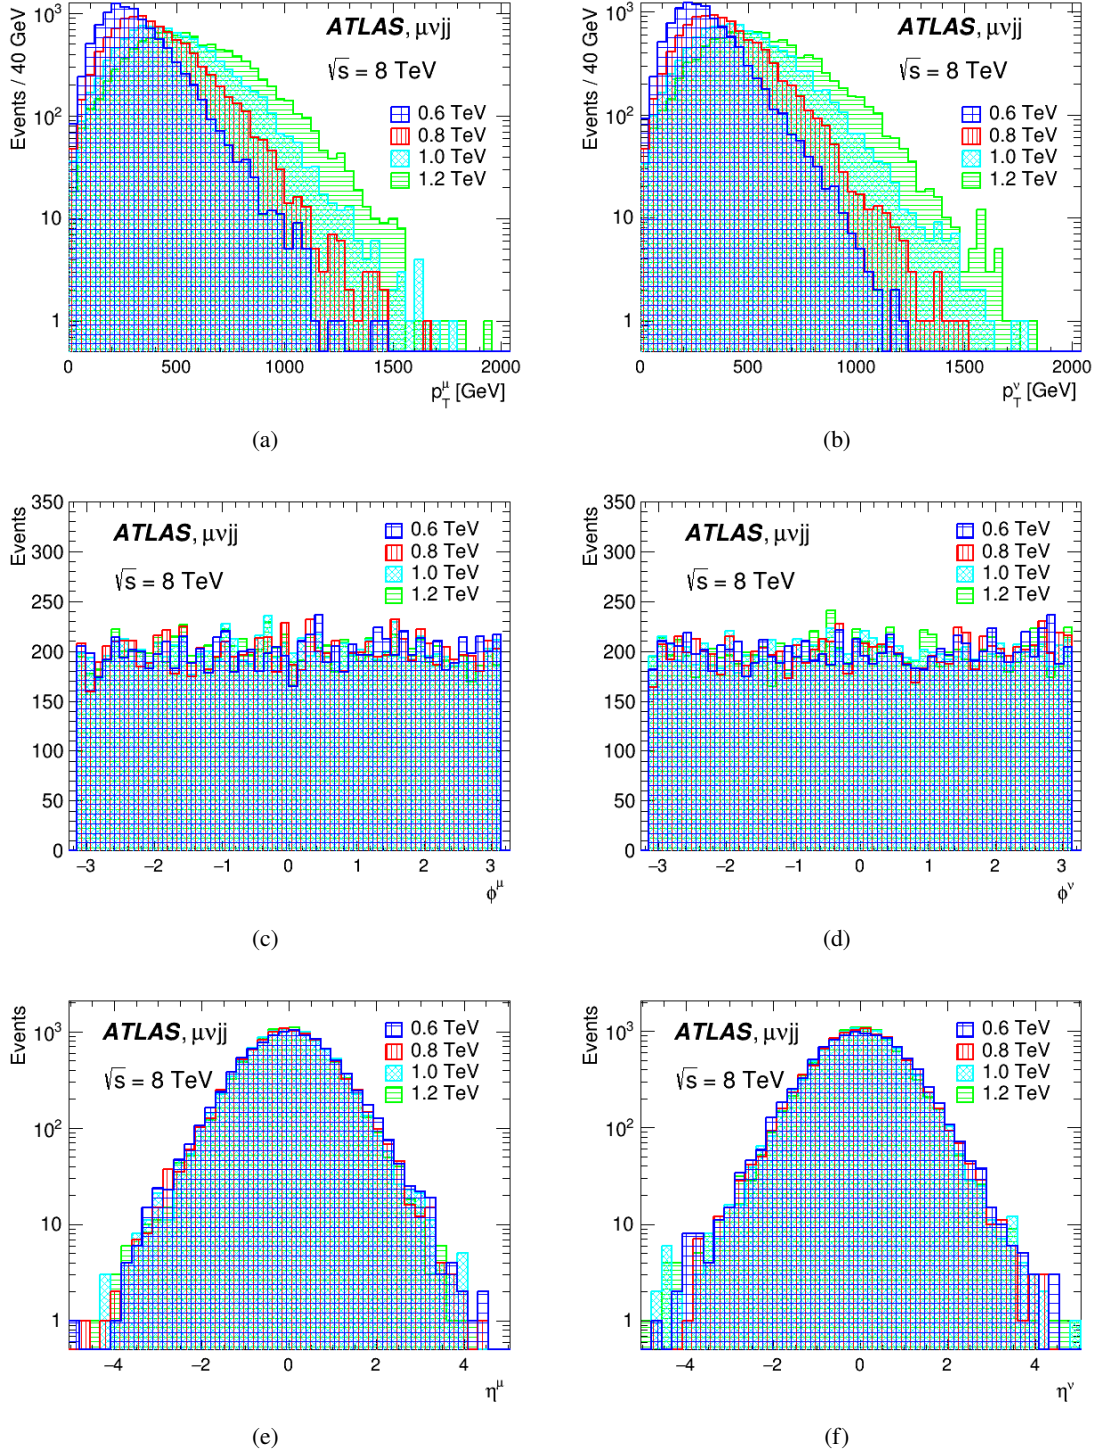 ATLAS, μνjj
√s = 8 TeV
0.6 TeV
0.8 TeV
1.0 TeV
1.2 TeV
Events / 40 GeV
10³
10²
10
1
0 500 1000 1500 2000
p_T^μ [GeV]
(a)
ATLAS, μνjj
√s = 8 TeV
0.6 TeV
0.8 TeV
1.0 TeV
1.2 TeV
Events / 40 GeV
10³
10²
10
1
0 500 1000 1500 2000
p_T^ν [GeV]
(b)
ATLAS, μνjj
√s = 8 TeV
0.6 TeV
0.8 TeV
1.0 TeV
1.2 TeV
Events
350
300
250
200
150
100
50
0
−3 −2 −1 0 1 2 3
ϕ^μ
(c)
ATLAS, μνjj
√s = 8 TeV
0.6 TeV
0.8 TeV
1.0 TeV
1.2 TeV
Events
350
300
250
200
150
100
50
0
−3 −2 −1 0 1 2 3
ϕ^ν
(d)
ATLAS, μνjj
√s = 8 TeV
0.6 TeV
0.8 TeV
1.0 TeV
1.2 TeV
Events
10³
10²
10
1
−4 −2 0 2 4
η^μ
(e)
ATLAS, μνjj
√s = 8 TeV
0.6 TeV
0.8 TeV
1.0 TeV
1.2 TeV
Events
10³
10²
10
1
−4 −2 0 2 4
η^ν
(f)